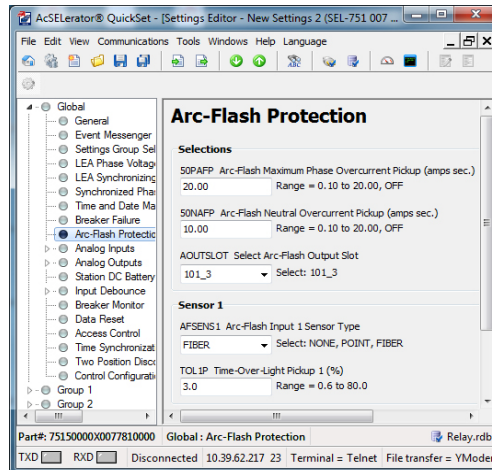 AcSELerator® QuickSet - [Settings Editor - New Settings 2 (SEL-751 007 ...
File Edit View Communications Tools Windows Help Language
Global
General
Event Messenger
Settings Group Sel
LEA Phase Voltag
LEA Synchronizing
Synchronized Phas
Time and Date Ma
Breaker Failure
Arc-Flash Protectic
Analog Inputs
Analog Outputs
Station DC Battery
Input Debounce
Breaker Monitor
Data Reset
Access Control
Time Synchronizat
Two Position Disco
Control Configurati
Group 1
Group 2
Arc-Flash Protection
Selections
50PAFP Arc-Flash Maximum Phase Overcurrent Pickup (amps sec.)
20.00 Range = 0.10 to 20.00, OFF
50NAFP Arc-Flash Neutral Overcurrent Pickup (amps sec.)
10.00 Range = 0.10 to 20.00, OFF
AOUTSLOT Select Arc-Flash Output Slot
101_3 Select: 101_3
Sensor 1
AFSENS1 Arc-Flash Input 1 Sensor Type
FIBER Select: NONE, POINT, FIBER
TOL1P Time-Over-Light Pickup 1 (%)
3.0 Range = 0.6 to 80.0
Part#: 75150000X0077810000 Global : Arc-Flash Protection Relay.rdb
TXD RXD Disconnected 10.39.62.217 23 Terminal = Telnet File transfer = YModer